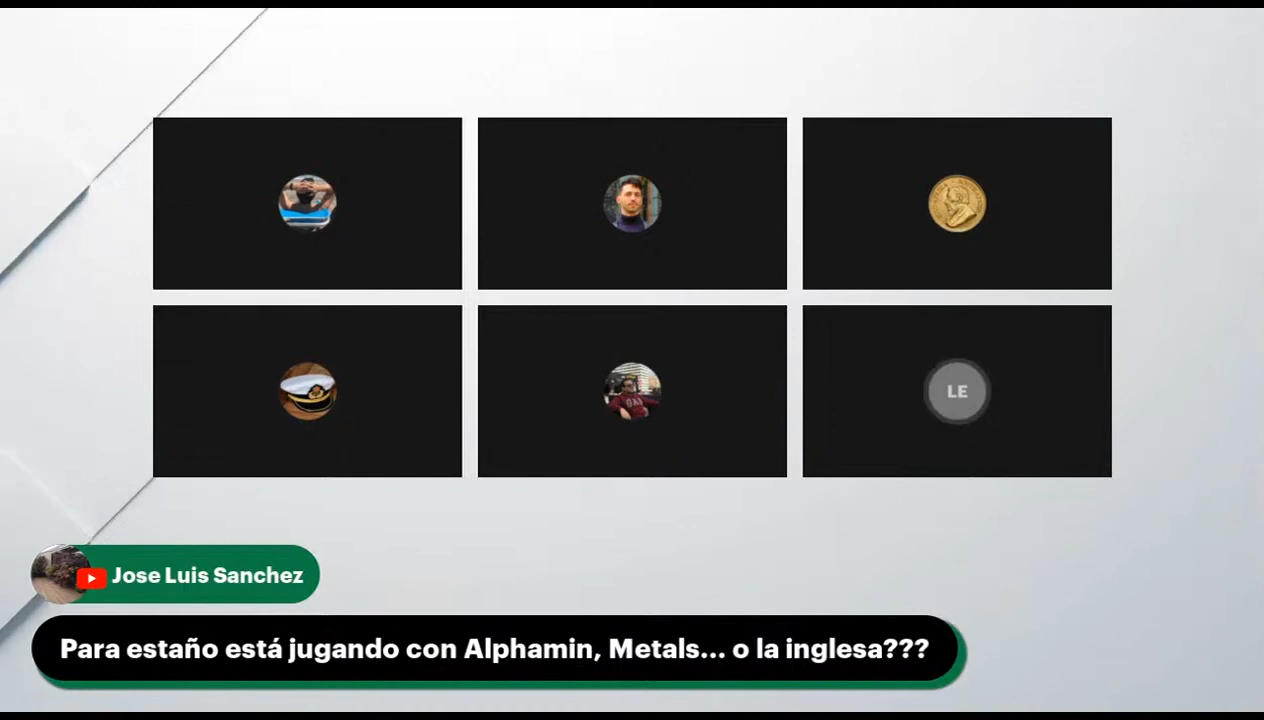 LE
Jose Luis Sanchez
Para estaño está jugando con Alphamin, Metals... o la inglesa???